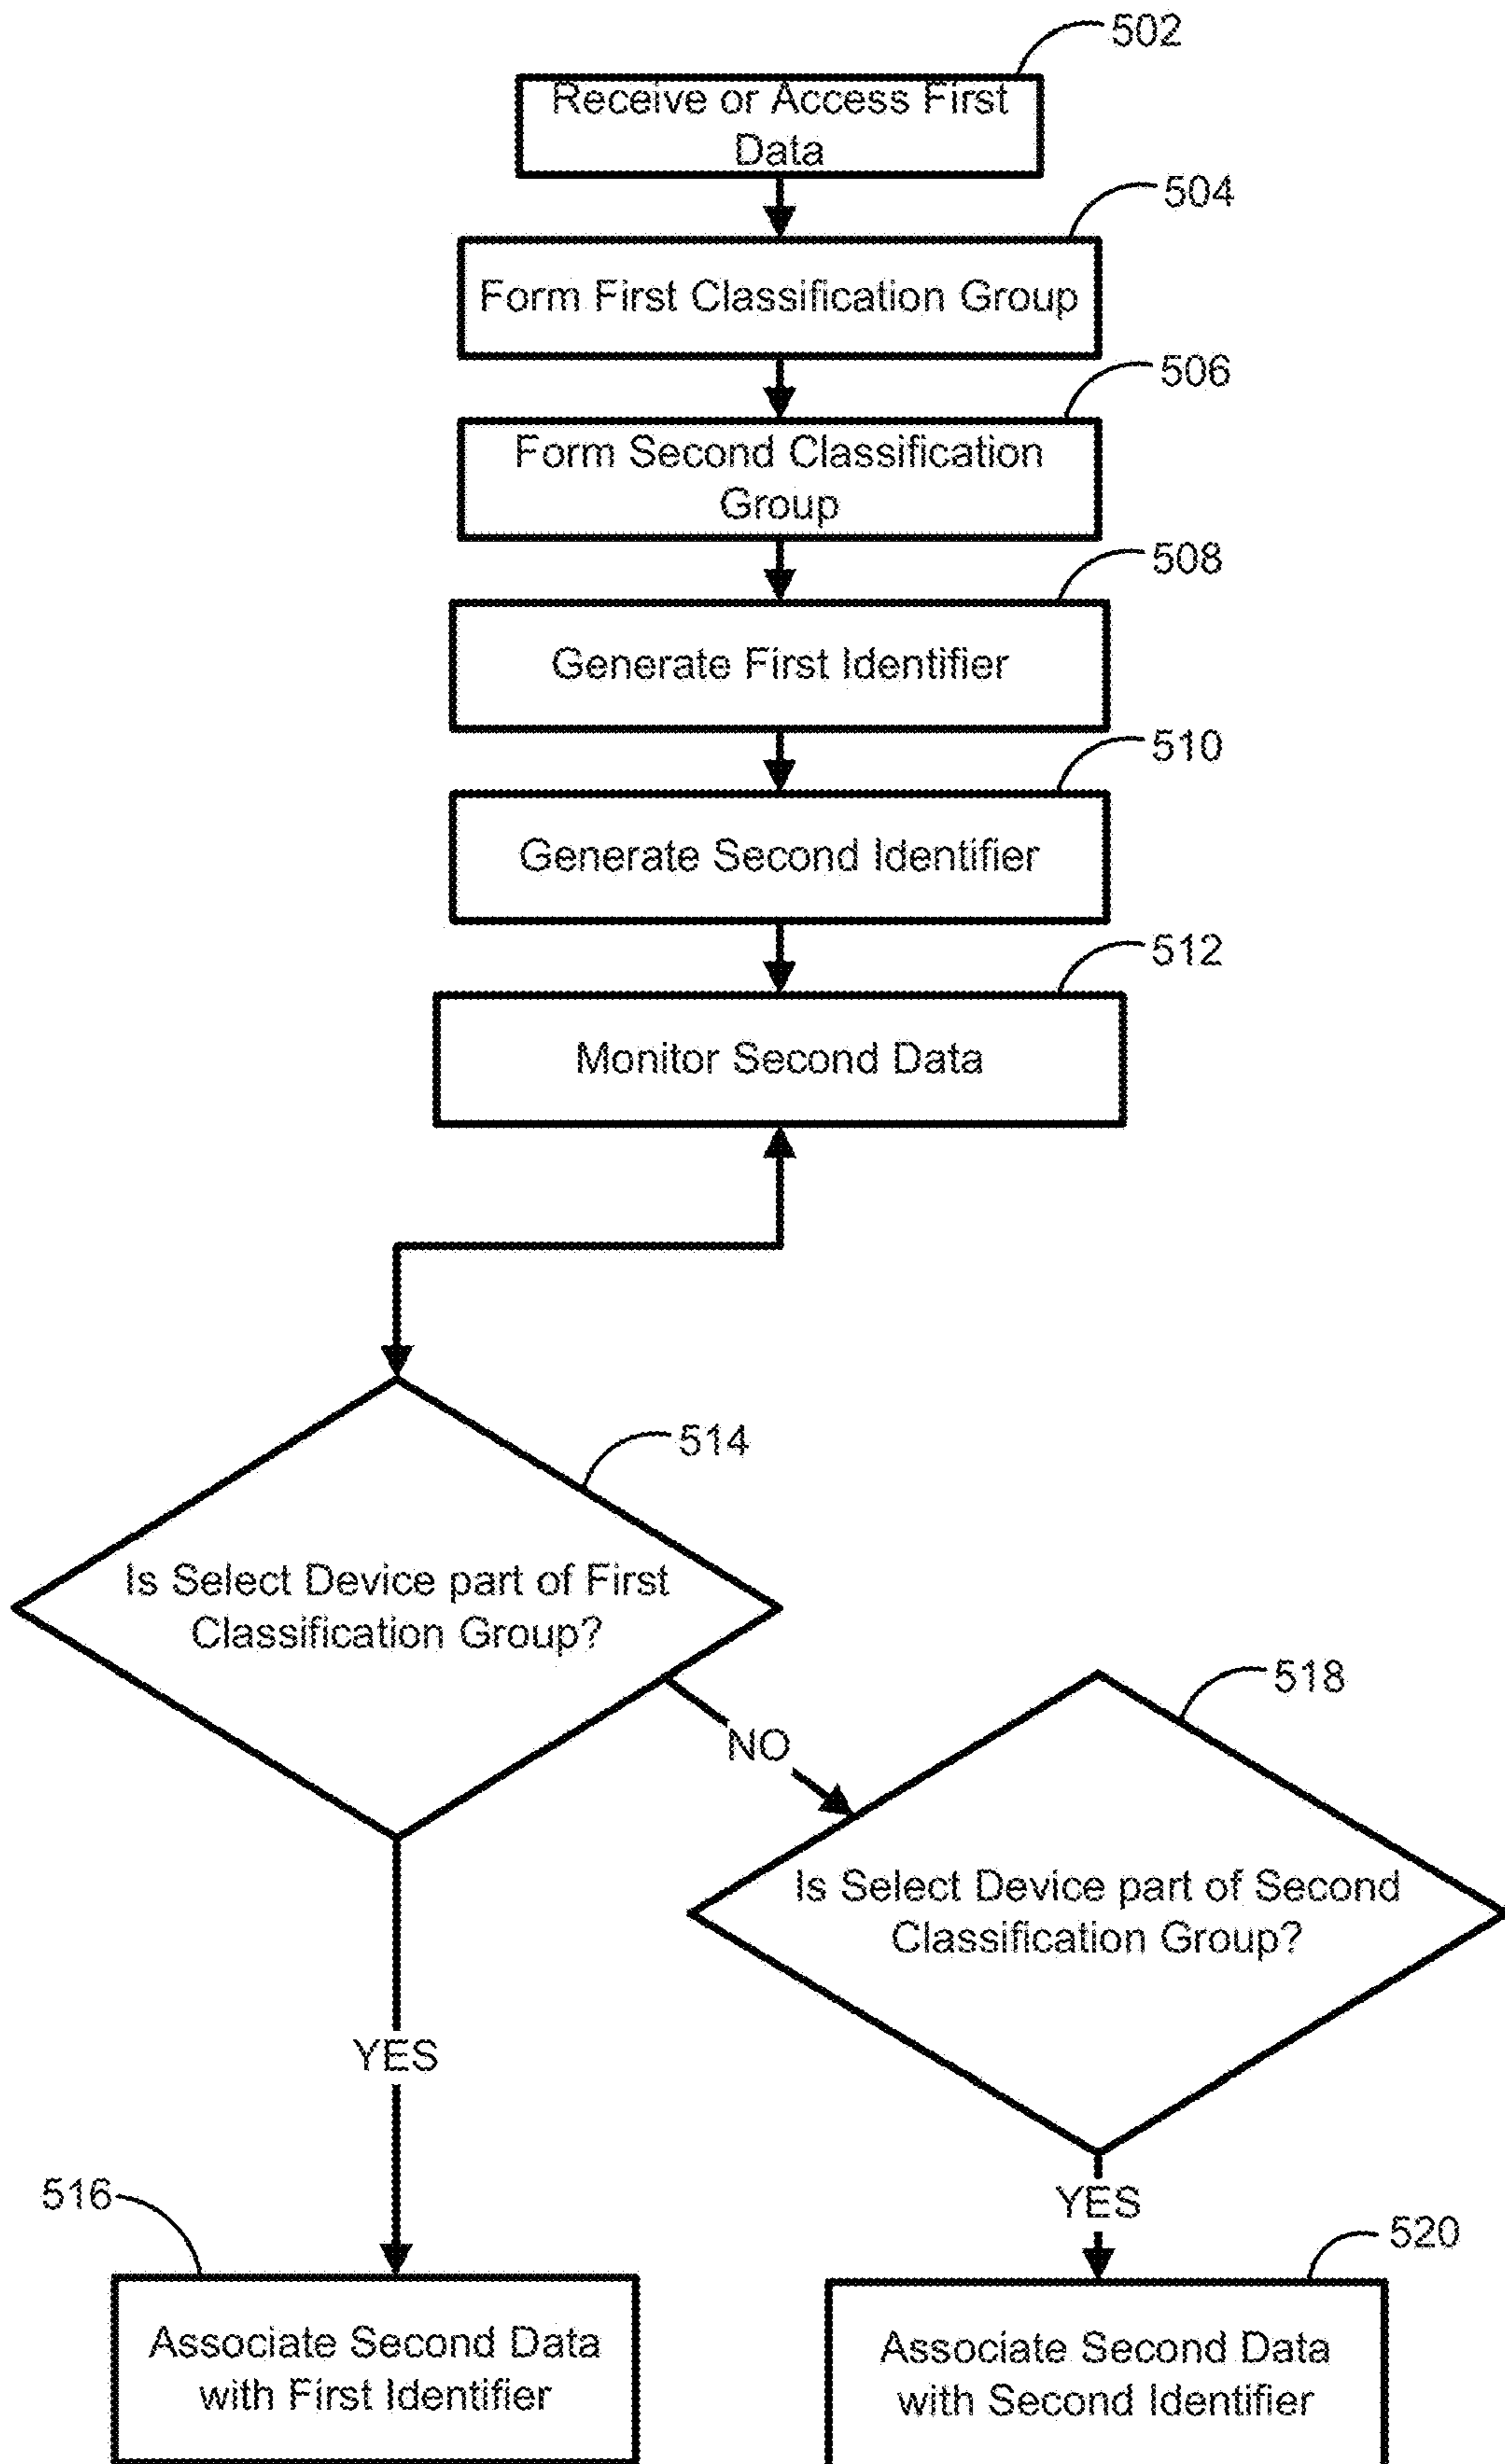 502
Receive or Access First
Data
504
Form First Classification Group
506
Form Second Classification
Group
508
Generate First Identifier
510
Generate Second Identifier
512
Monitor Second Data
514
Is Select Device part of First
Classification Group?
518
NO
Is Select Device part of Second
Classification Group?
YES
YES
516
520
Associate Second Data
with First Identifier
Associate Second Data
with Second Identifier